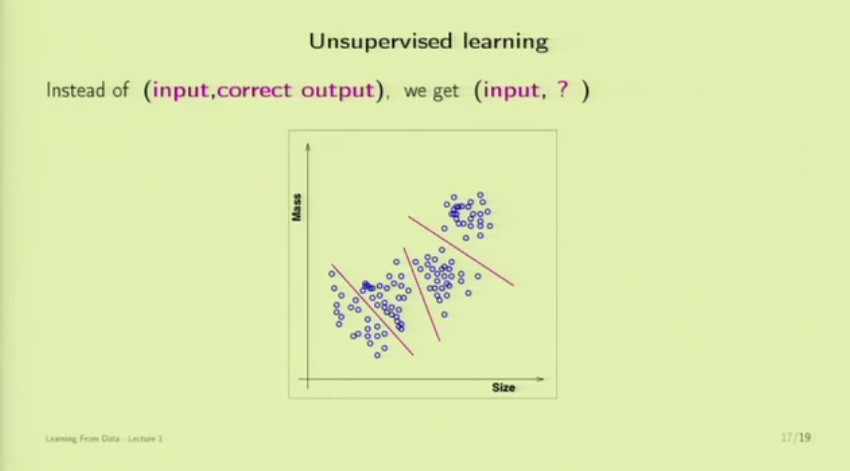 Unsupervised learning
Instead of (input,correct output), we get (input, ? )
Mass
Size
Learning From Data - Lecture 1
17/19